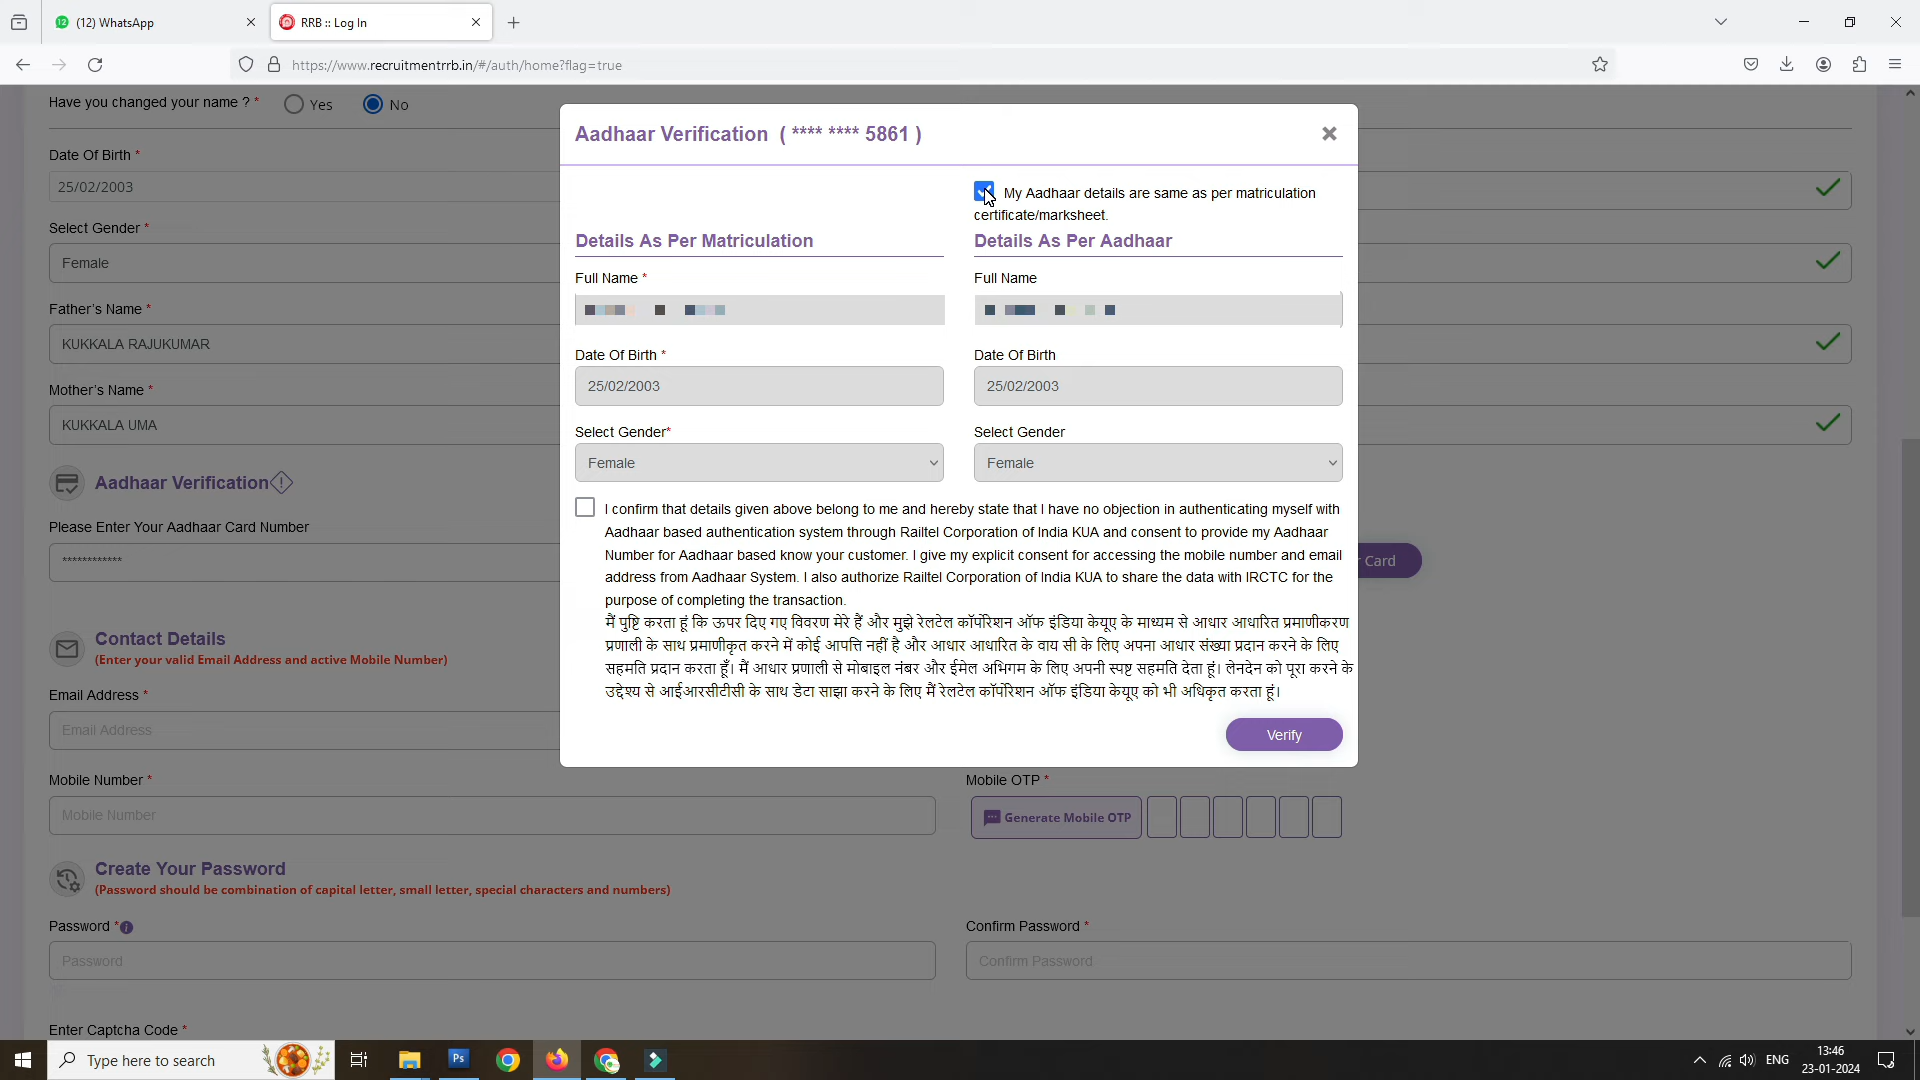 (12) WhatsApp
RRB :: Log In
https://www.recruitmentrrb.in/#/auth/home?flag=true
Have you changed your name ? *
Yes
No
Date Of Birth *
25/02/2003
Select Gender *
Female
Father's Name *
KUKKALA RAJUKUMAR
Mother's Name *
KUKKALA UMA
Aadhaar Verification
Please Enter Your Aadhaar Card Number
************
Card
Contact Details
(Enter your valid Email Address and active Mobile Number)
Email Address *
Email Address
Mobile Number *
Mobile Number
Mobile OTP *
Generate Mobile OTP
Create Your Password
(Password should be combination of capital letter, small letter, special characters and numbers)
Password *
Password
Confirm Password *
Confirm Password
Enter Captcha Code *
Aadhaar Verification ( **** **** 5861 )
My Aadhaar details are same as per matriculation
certificate/marksheet.
Details As Per Matriculation
Full Name *
Date Of Birth *
25/02/2003
Select Gender*
Female
Details As Per Aadhaar
Full Name
Date Of Birth
25/02/2003
Select Gender
Female
I confirm that details given above belong to me and hereby state that I have no objection in authenticating myself with
Aadhaar based authentication system through Railtel Corporation of India KUA and consent to provide my Aadhaar
Number for Aadhaar based know your customer. I give my explicit consent for accessing the mobile number and email
address from Aadhaar System. I also authorize Railtel Corporation of India KUA to share the data with IRCTC for the
purpose of completing the transaction.
मैं पुष्टि करता हूं कि ऊपर दिए गए विवरण मेरे हैं और मुझे रेलटेल कॉर्पोरेशन ऑफ इंडिया केयूए के माध्यम से आधार आधारित प्रमाणीकरण
प्रणाली के साथ प्रमाणीकृत करने में कोई आपत्ति नहीं है और आधार आधारित के वाय सी के लिए अपना आधार संख्या प्रदान करने के लिए
सहमति प्रदान करता हूँ। मैं आधार प्रणाली से मोबाइल नंबर और ईमेल अभिगम के लिए अपनी स्पष्ट सहमति देता हूं। लेनदेन को पूरा करने के
उद्देश्य से आईआरसीटीसी के साथ डेटा साझा करने के लिए मैं रेलटेल कॉर्पोरेशन ऑफ इंडिया केयूए को भी अधिकृत करता हूं।
Verify
Type here to search
Ps
ENG
13:46
23-01-2024